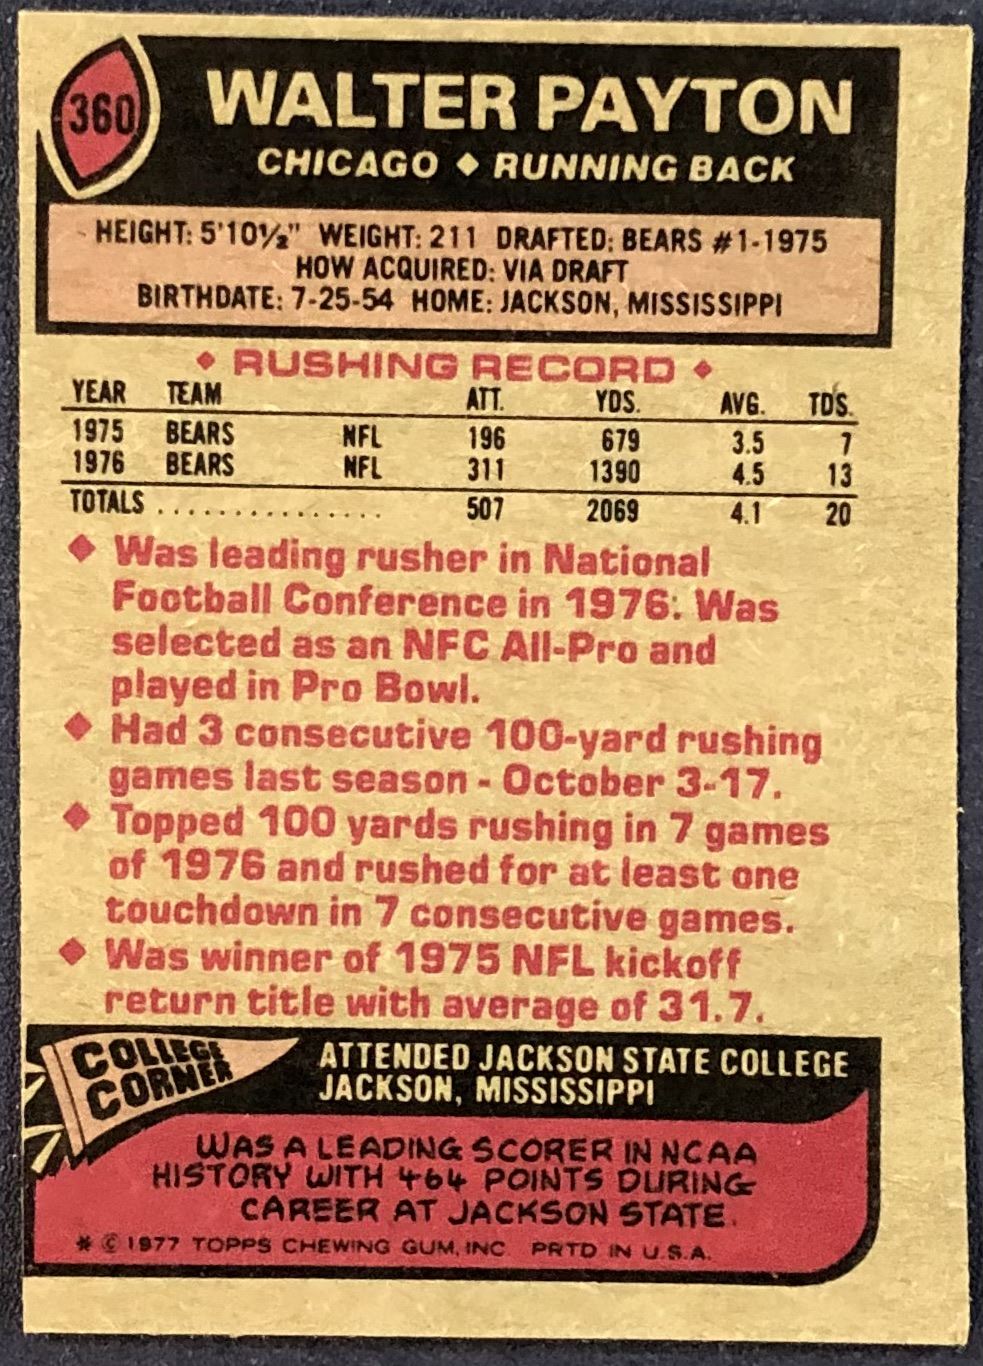 360
WALTER PAYTON
CHICAGO ♦ RUNNING BACK
HEIGHT: 5'10½" WEIGHT: 211 DRAFTED: BEARS #1-1975
HOW ACQUIRED: VIA DRAFT
BIRTHDATE: 7-25-54 HOME: JACKSON, MISSISSIPPI
♦ RUSHING RECORD ♦
YEAR TEAM ATT. YDS. AVG. TDS.
1975 BEARS NFL 196 679 3.5 7
1976 BEARS NFL 311 1390 4.5 13
TOTALS ............... 507 2069 4.1 20
♦ Was leading rusher in National
Football Conference in 1976. Was
selected as an NFC All-Pro and
played in Pro Bowl.
♦ Had 3 consecutive 100-yard rushing
games last season - October 3-17.
♦ Topped 100 yards rushing in 7 games
of 1976 and rushed for at least one
touchdown in 7 consecutive games.
♦ Was winner of 1975 NFL kickoff
return title with average of 31.7.
COLLEGE
CORNER
ATTENDED JACKSON STATE COLLEGE
JACKSON, MISSISSIPPI
WAS A LEADING SCORER IN NCAA
HISTORY WITH 464 POINTS DURING
CAREER AT JACKSON STATE.
* © 1977 TOPPS CHEWING GUM, INC. PRTD IN U.S.A.